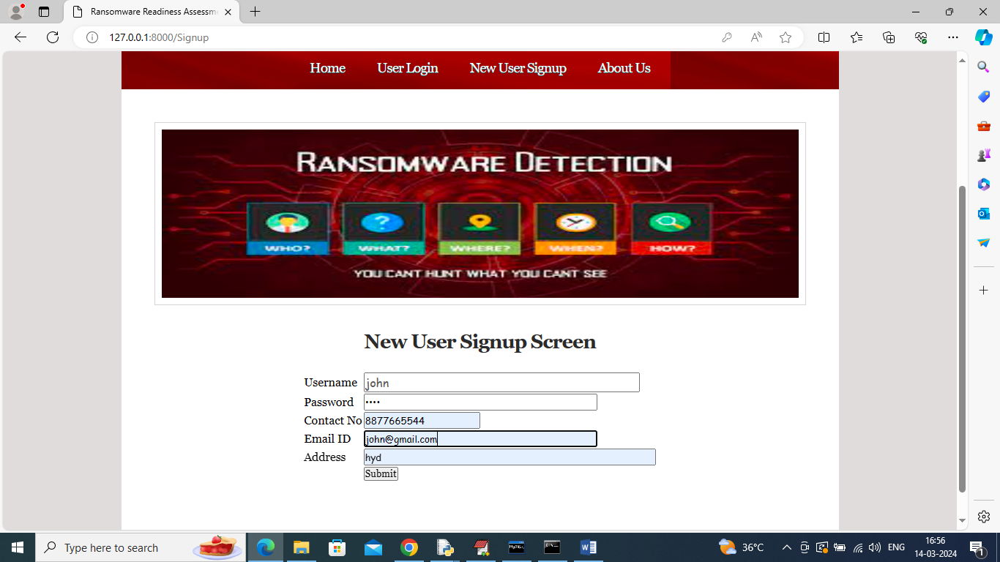 Ransomware Readiness Assessm
127.0.0.1:8000/Signup
Home User Login New User Signup About Us
RANSOMWARE DETECTION
WHO? WHAT? WHERE? WHEN? HOW?
YOU CANT HUNT WHAT YOU CANT SEE
New User Signup Screen
Username john
Password ••••
Contact No 8877665544
Email ID john@gmail.com
Address hyd
Submit
Type here to search
36°C
ENG
16:56
14-03-2024
1